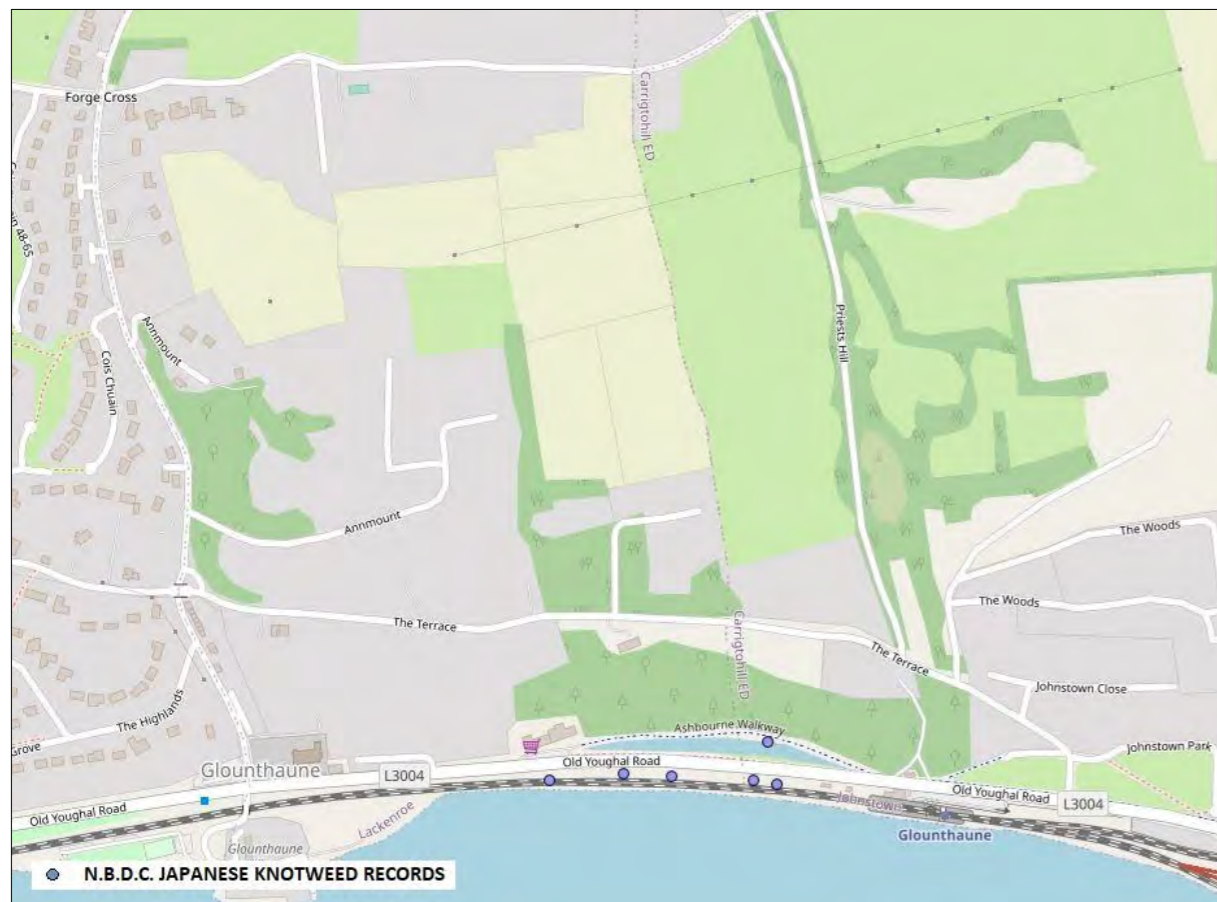 Forge Cross
Carrigtohill ED
48-65
Annmount
Cois Chuain
Priests Hill
Annmount
The Woods
The Woods
The Terrace
Carrigtohill ED
The Terrace
Johnstown Close
The Highlands
Grove
Ashbourne Walkway
Johnstown Park
Glounthaune
L3004
Old Youghal Road
Old Youghal Road
Johnstown
Old Youghal Road
L3004
Lackenroe
Glounthaune
Glounthaune
N.B.D.C. JAPANESE KNOTWEED RECORDS